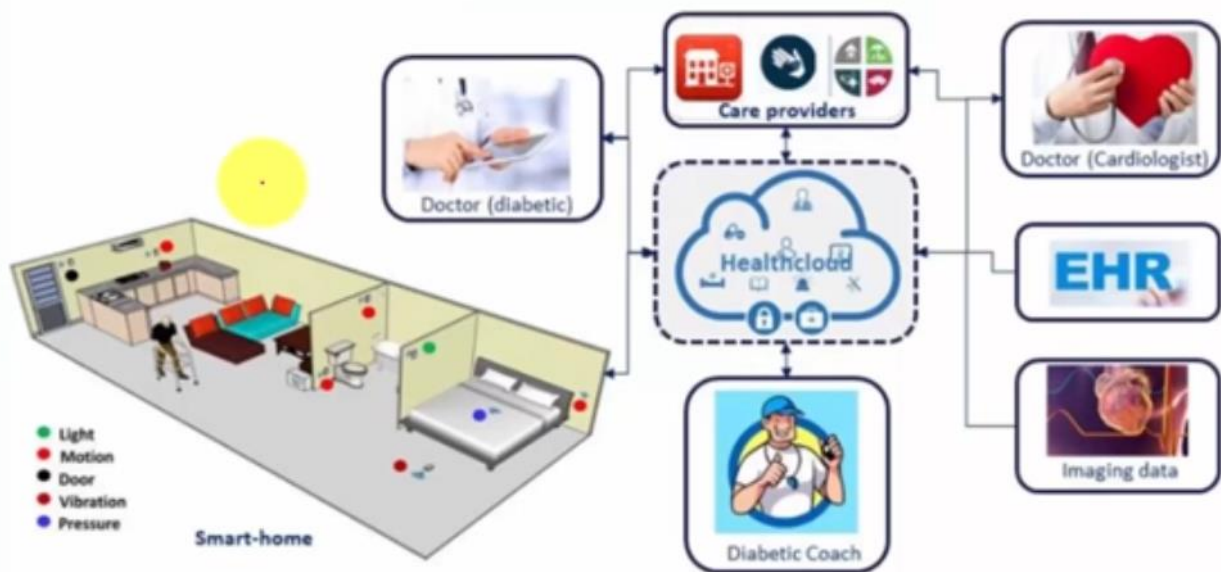 Care providers
Doctor (diabetic)
Doctor (Cardiologist)
Healthcloud
EHR
Light
Motion
Door
Vibration
Pressure
Smart-home
Diabetic Coach
Imaging data